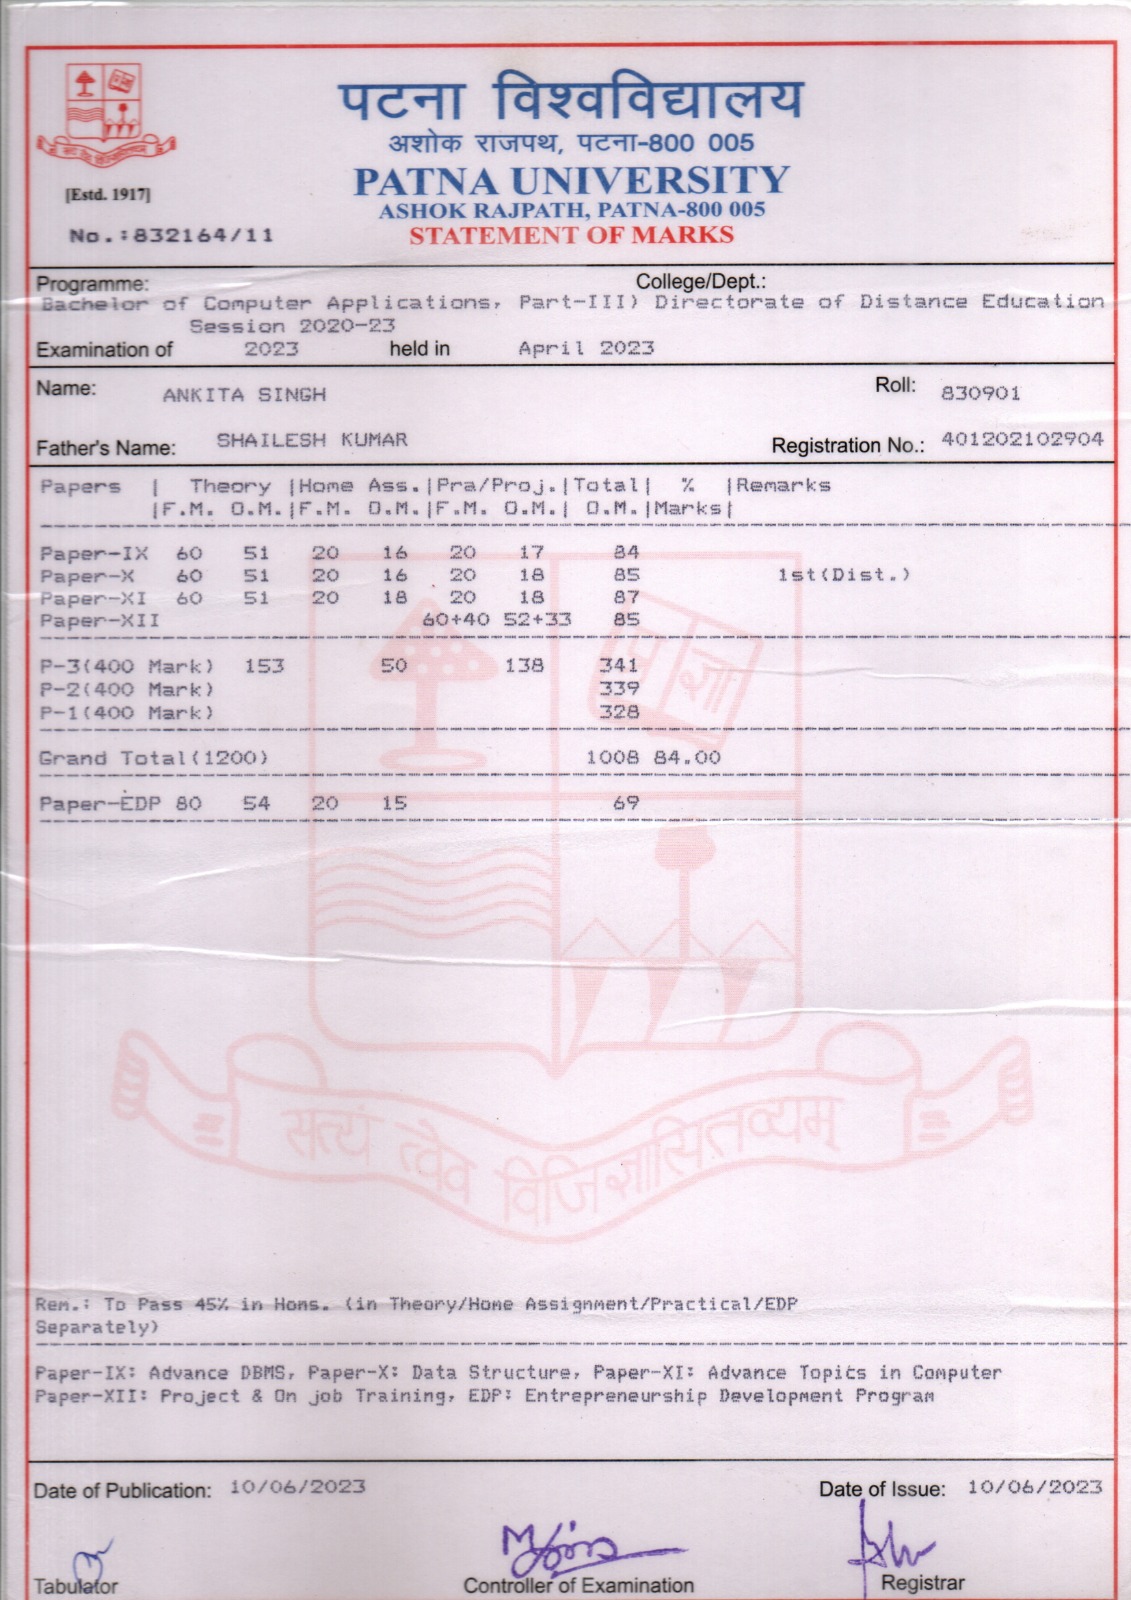 पटना विश्वविद्यालय
अशोक राजपथ, पटना-800 005
PATNA UNIVERSITY
ASHOK RAJPATH, PATNA-800 005
STATEMENT OF MARKS
[Estd. 1917]
No.:832164/11
Programme: College/Dept.:
Bachelor of Computer Applications, Part-III) Directorate of Distance Education
Session 2020-23
Examination of 2023 held in April 2023
Name: ANKITA SINGH Roll: 830901
Father's Name: SHAILESH KUMAR Registration No.: 401202102904
Papers | Theory |Home Ass.|Pra/Proj.|Total| % |Remarks
|F.M. O.M.|F.M. O.M.|F.M. O.M.| O.M.|Marks|
Paper-IX 60 51 20 16 20 17 84
Paper-X 60 51 20 16 20 18 85 1st(Dist.)
Paper-XI 60 51 20 18 20 18 87
Paper-XII 60+40 52+33 85
P-3(400 Mark) 153 50 138 341
P-2(400 Mark) 339
P-1(400 Mark) 328
Grand Total(1200) 1008 84.00
Paper-EDP 80 54 20 15 69
सत्यं त्वेव विजिज्ञासितव्यम्
Rem.: To Pass 45% in Hons. (in Theory/Home Assignment/Practical/EDP
Separately)
Paper-IX: Advance DBMS, Paper-X: Data Structure, Paper-XI: Advance Topics in Computer
Paper-XII: Project & On job Training, EDP: Entrepreneurship Development Program
Date of Publication: 10/06/2023 Date of Issue: 10/06/2023
Tabulator Controller of Examination Registrar